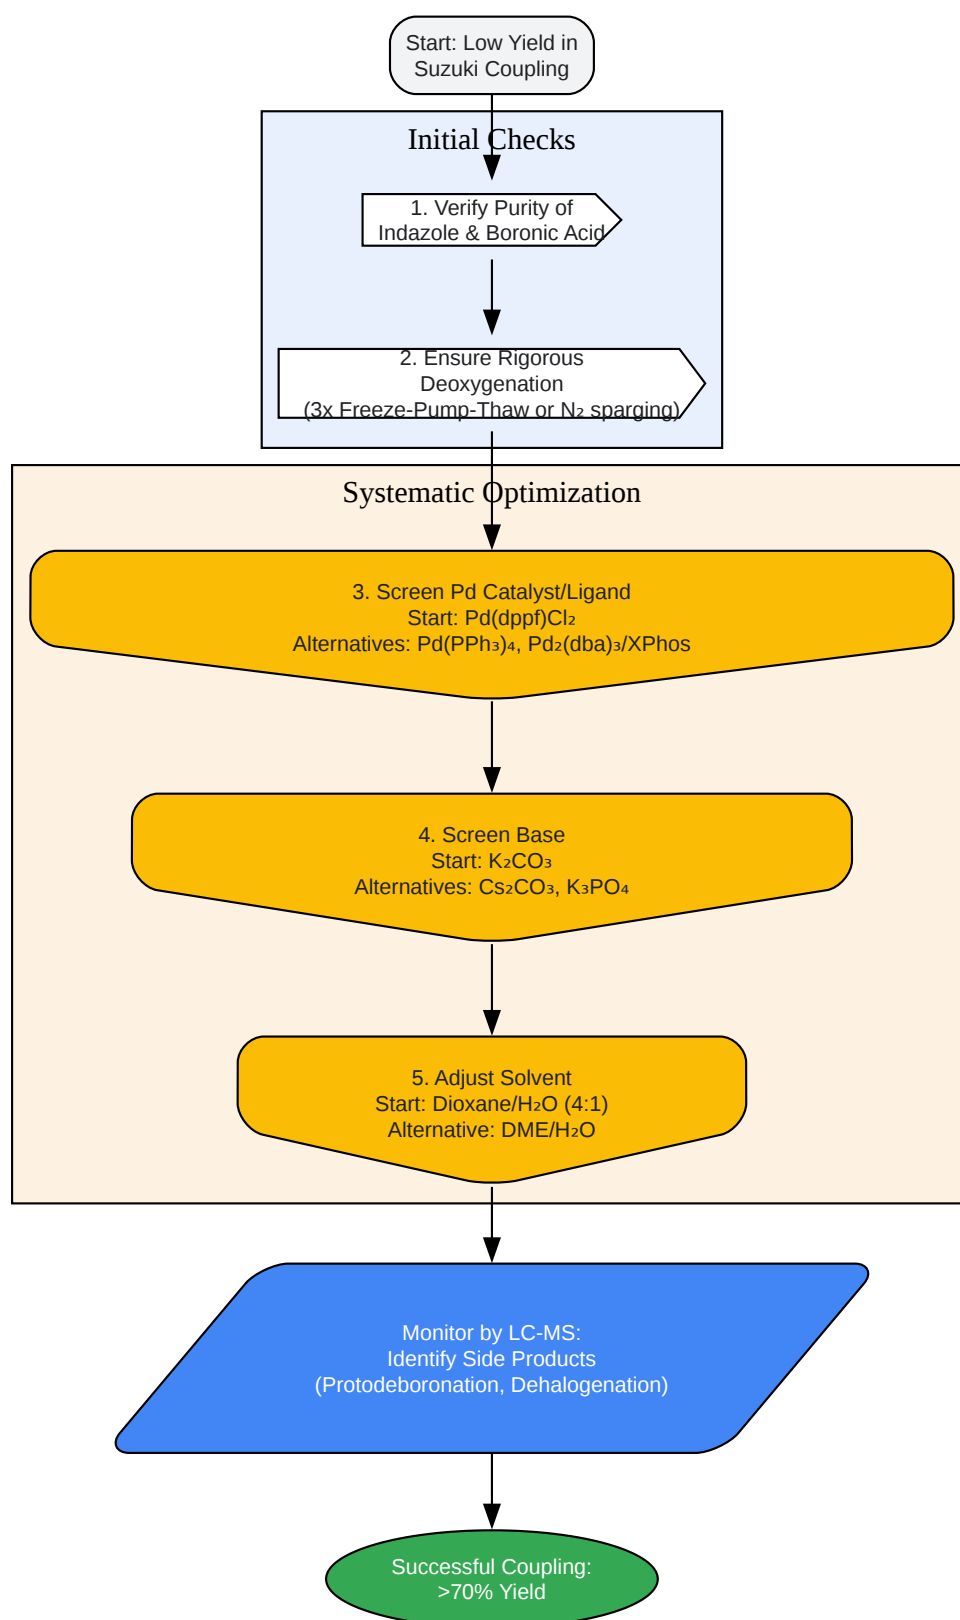 Start: Low Yield in
Suzuki Coupling
Initial Checks
1. Verify Purity of
Indazole & Boronic Acid
2. Ensure Rigorous
Deoxygenation
(3x Freeze-Pump-Thaw or N₂ sparging)
Systematic Optimization
3. Screen Pd Catalyst/Ligand
Start: Pd(dppf)Cl₂
Alternatives: Pd(PPh₃)₄, Pd₂(dba)₃/XPhos
4. Screen Base
Start: K₂CO₃
Alternatives: Cs₂CO₃, K₃PO₄
5. Adjust Solvent
Start: Dioxane/H₂O (4:1)
Alternative: DME/H₂O
Monitor by LC-MS:
Identify Side Products
(Protodeboronation, Dehalogenation)
Successful Coupling:
>70% Yield